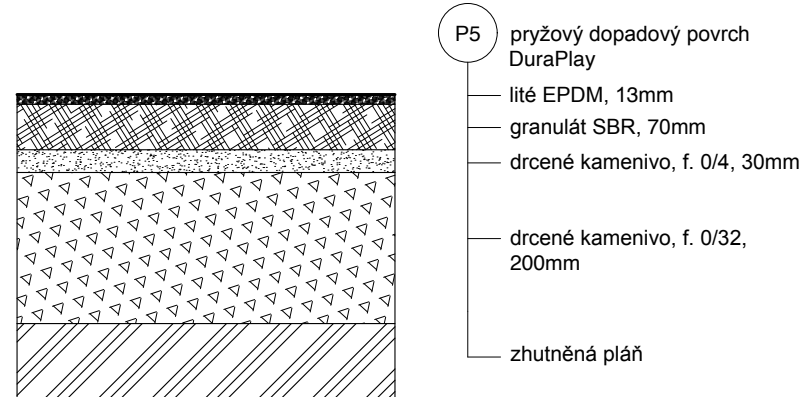 P5
pryžový dopadový povrch
DuraPlay
lité EPDM, 13mm
granulát SBR, 70mm
drcené kamenivo, f. 0/4, 30mm
drcené kamenivo, f. 0/32,
200mm
zhutněná pláň